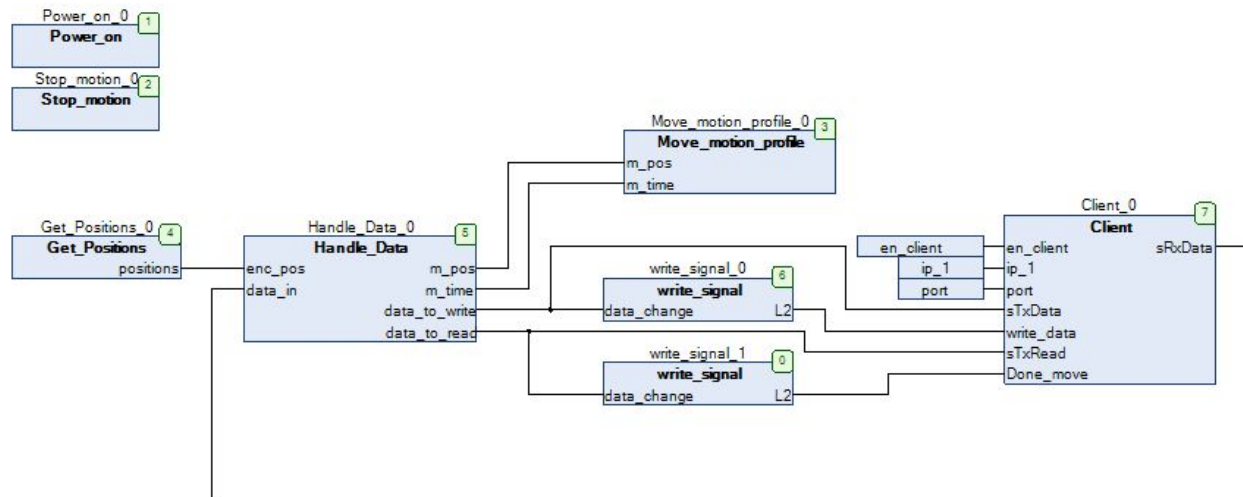 Power_on_0
1
Power_on
Stop_motion_0
2
Stop_motion
Move_motion_profile_0
3
Move_motion_profile
m_pos
m_time
Get_Positions_0
4
Get_Positions
positions
Handle_Data_0
5
Handle_Data
enc_pos
m_pos
data_in
m_time
data_to_write
data_to_read
write_signal_0
6
write_signal
data_change
L2
write_signal_1
0
write_signal
data_change
L2
Client_0
7
Client
en_client
en_client
sRxData
ip_1
ip_1
port
port
sTxData
write_data
sTxRead
Done_move